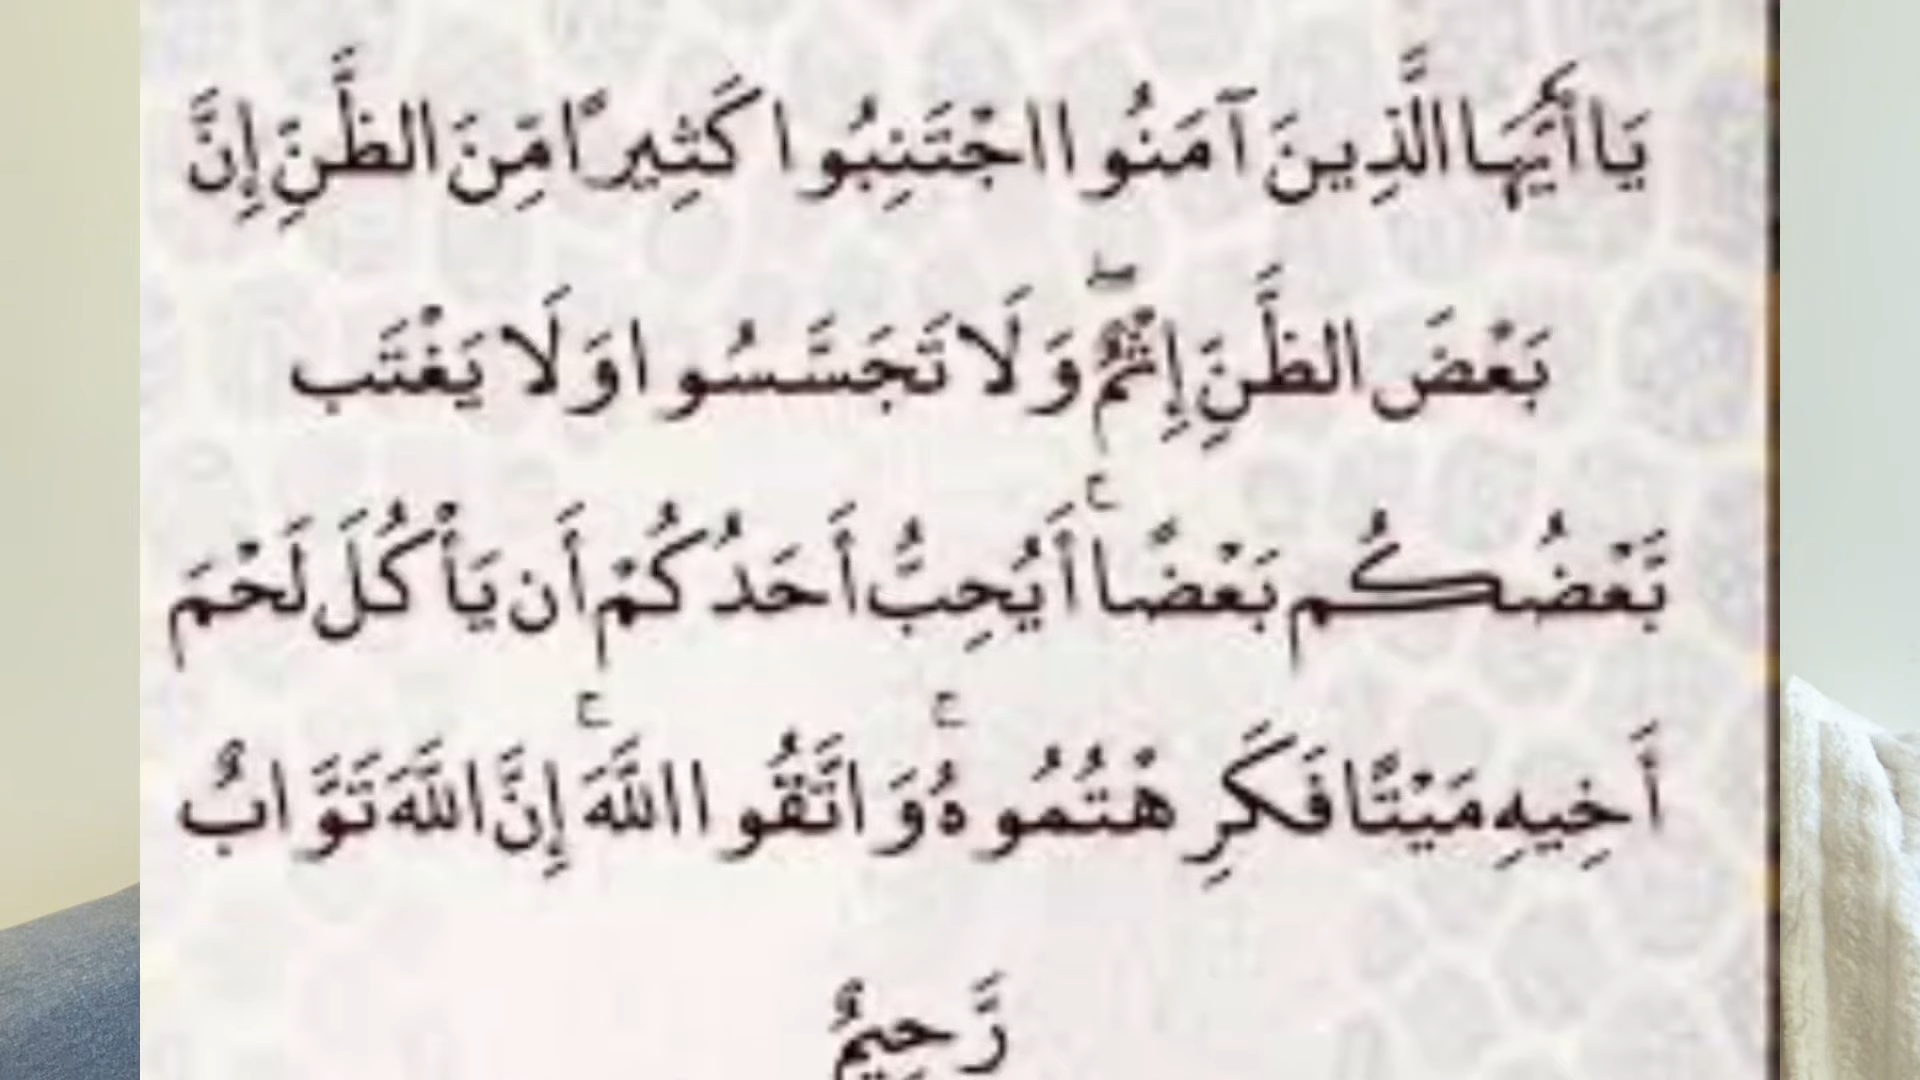 يَا أَيُّهَا الَّذِينَ آمَنُوا اجْتَنِبُوا كَثِيرًا مِّنَ الظَّنِّ إِنَّ
بَعْضَ الظَّنِّ إِثْمٌ ۖ وَلَا تَجَسَّسُوا وَلَا يَغْتَب
بَّعْضُكُم بَعْضًا ۚ أَيُحِبُّ أَحَدُكُمْ أَن يَأْكُلَ لَحْمَ
أَخِيهِ مَيْتًا فَكَرِهْتُمُوهُ ۚ وَاتَّقُوا اللَّهَ ۚ إِنَّ اللَّهَ تَوَّابٌ
رَّحِيمٌ